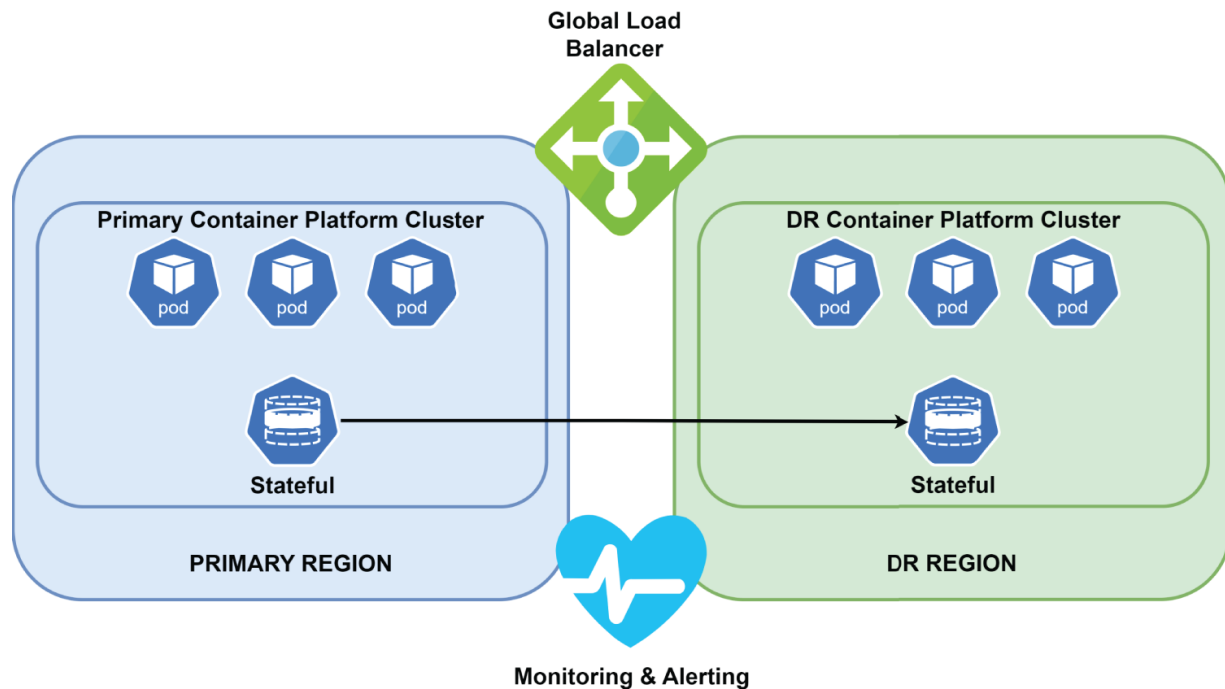 Global Load
Balancer
Primary Container Platform Cluster
pod
pod
pod
Stateful
PRIMARY REGION
DR Container Platform Cluster
pod
pod
pod
Stateful
DR REGION
Monitoring & Alerting